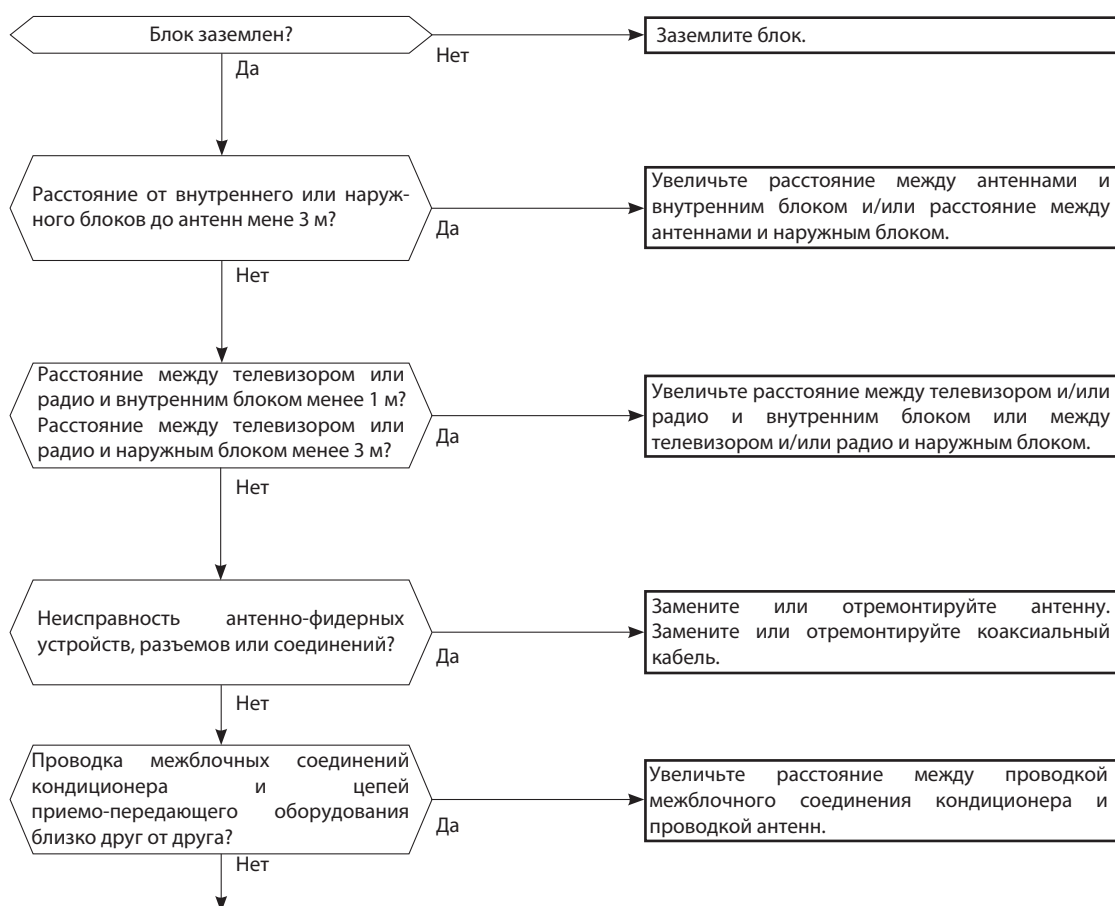 Блок заземлен?
Заземлите блок.
Нет
Да
Расстояние от внутреннего или наруж-
ного блоков до антенн мене 3 м?
Увеличьте расстояние между антеннами и
внутренним блоком и/или расстояние между
антеннами и наружным блоком.
Да
Нет
Расстояние между телевизором или
радио и внутренним блоком менее 1 м?
Расстояние между телевизором или
радио и наружным блоком менее 3 м?
Увеличьте расстояние между телевизором и/или
радио и внутренним блоком или между
телевизором и/или радио и наружным блоком.
Да
Нет
Неисправность антенно-фидерных
устройств, разъемов или соединений?
Замените или отремонтируйте антенну.
Замените или отремонтируйте коаксиальный
кабель.
Да
Нет
Проводка межблочных соединений
кондиционера и цепей
приемо-передающего оборудования
близко друг от друга?
Увеличьте расстояние между проводкой
межблочного соединения кондиционера и
проводкой антенн.
Да
Нет